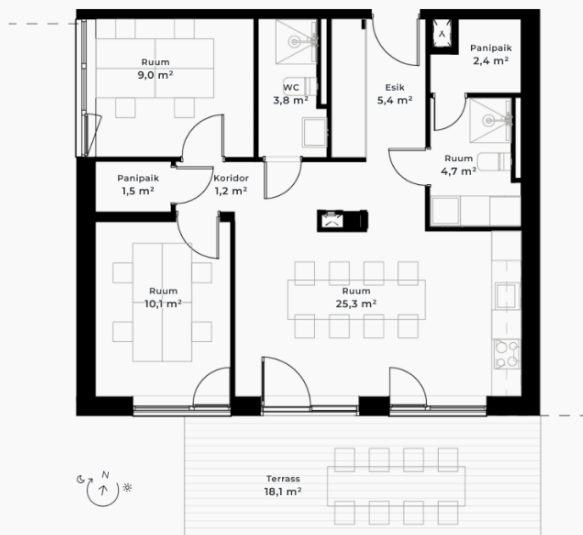 Ruum
9,0 m²
WC
3,8 m²
Esik
5,4 m²
Panipaik
2,4 m²
Ruum
4,7 m²
Panipaik
1,5 m²
Koridor
1,2 m²
Ruum
10,1 m²
Ruum
25,3 m²
Terrass
18,1 m²
N